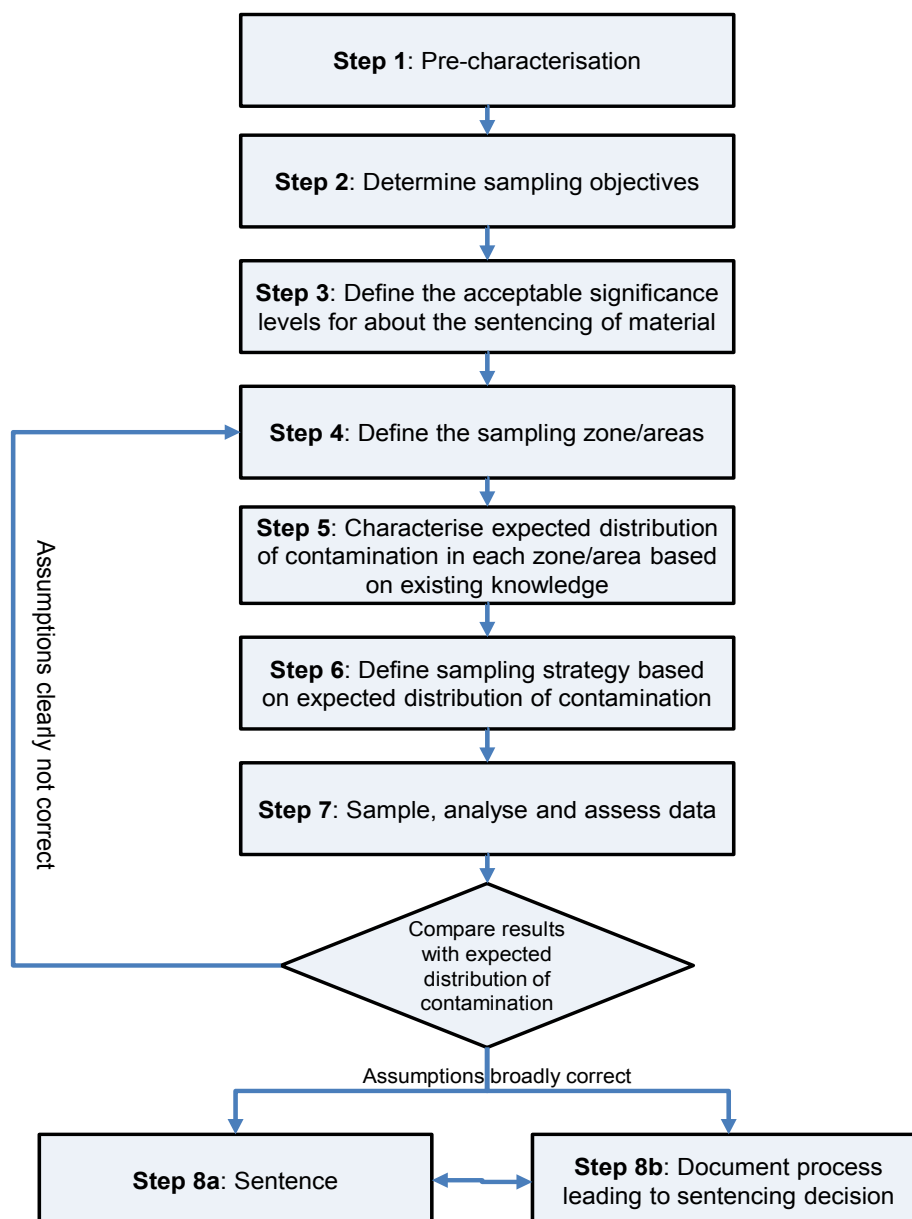 Step 1: Pre-characterisation
Step 2: Determine sampling objectives
Step 3: Define the acceptable significance
levels for about the sentencing of material
Step 4: Define the sampling zone/areas
Step 5: Characterise expected distribution
of contamination in each zone/area based
on existing knowledge
Step 6: Define sampling strategy based
on expected distribution of contamination
Step 7: Sample, analyse and assess data
Assumptions clearly not correct
Compare results
with expected
distribution of
contamination
Assumptions broadly correct
Step 8a: Sentence
Step 8b: Document process
leading to sentencing decision